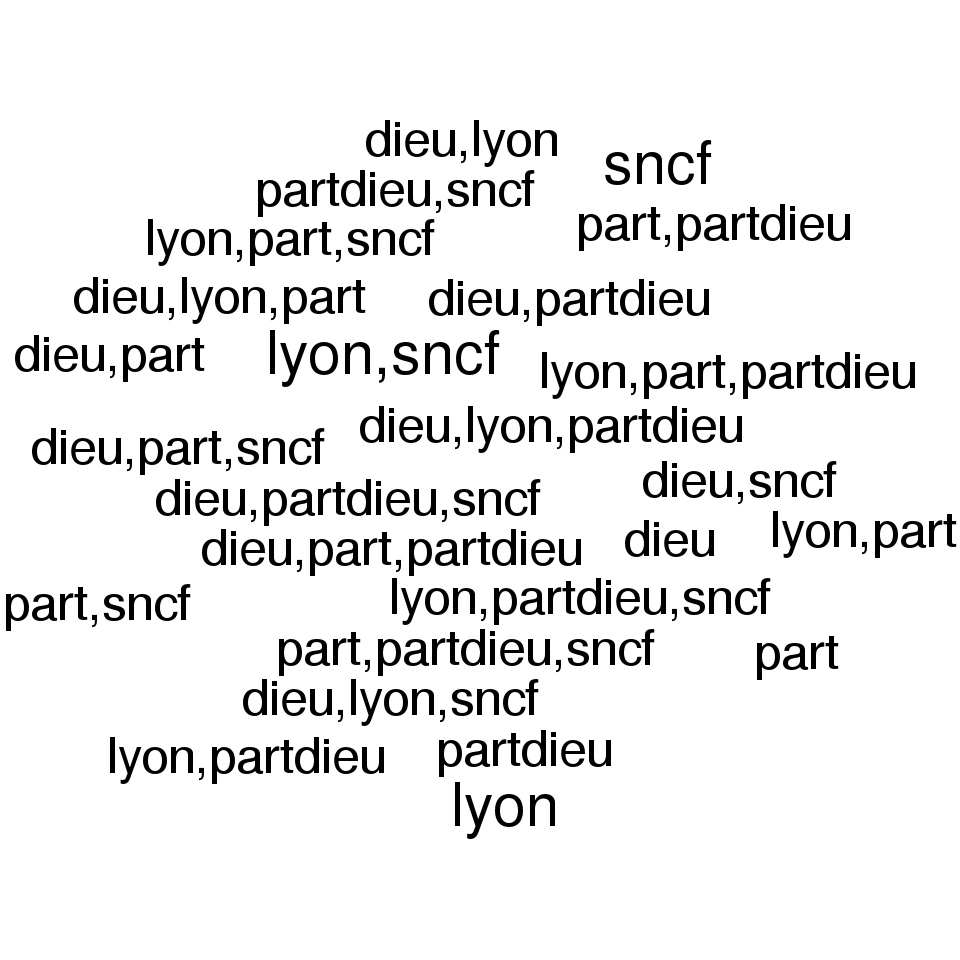 dieu,lyon
sncf
partdieu,sncf
part,partdieu
lyon,part,sncf
dieu,lyon,part
dieu,partdieu
dieu,part
lyon,sncf
lyon,part,partdieu
dieu,lyon,partdieu
dieu,part,sncf
dieu,sncf
dieu,partdieu,sncf
lyon,part
dieu,part,partdieu
dieu
part,sncf
lyon,partdieu,sncf
part,partdieu,sncf
part
dieu,lyon,sncf
lyon,partdieu
partdieu
lyon